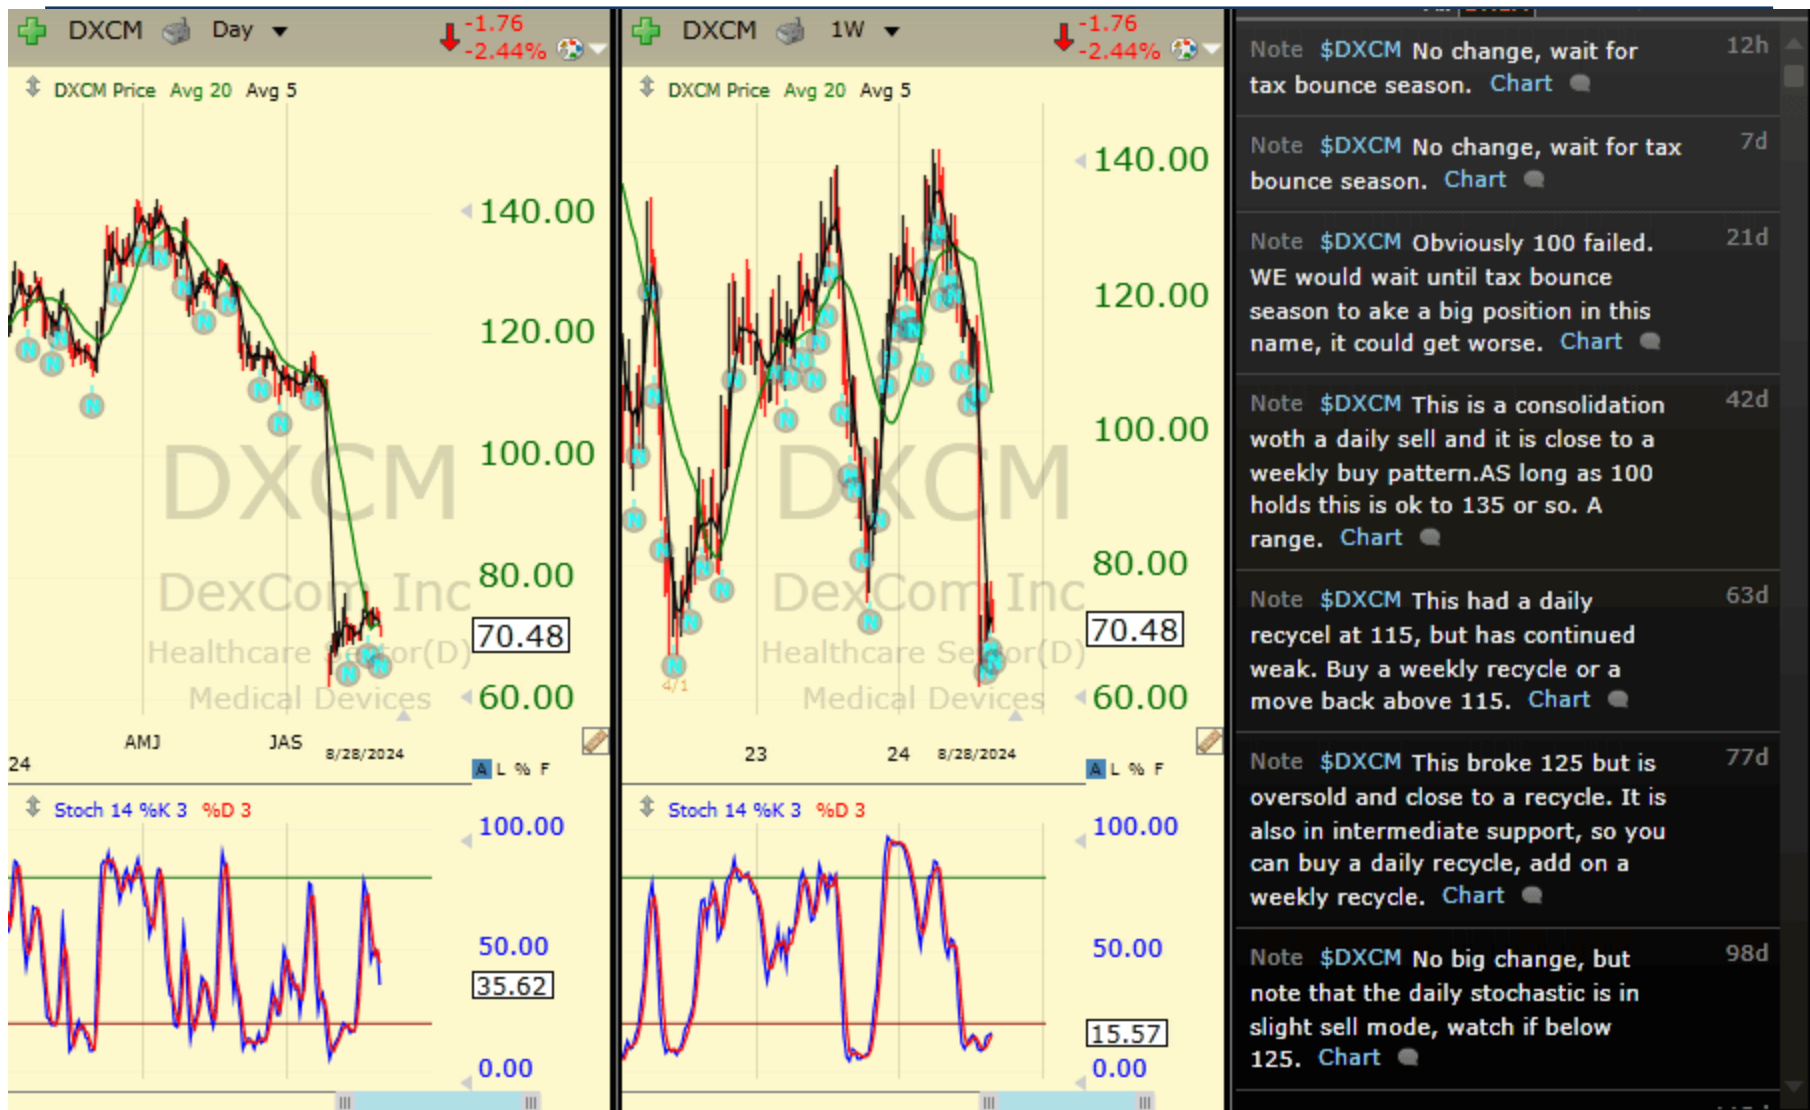 DXCM Day
-1.76
-2.44%
DXCM Price Avg 20 Avg 5
140.00
120.00
100.00
80.00
70.48
60.00
DXCM
DexCom Inc
Healthcare Sector(D)
Medical Devices
24
AMJ
JAS
8/28/2024
A L % F
Stoch 14 %K 3 %D 3
100.00
50.00
35.62
0.00
DXCM 1W
-1.76
-2.44%
DXCM Price Avg 20 Avg 5
140.00
120.00
100.00
80.00
70.48
60.00
DXCM
DexCom Inc
Healthcare Sector(D)
Medical Devices
4/1
23
24
8/28/2024
A L % F
Stoch 14 %K 3 %D 3
100.00
50.00
15.57
0.00
Note $DXCM No change, wait for 12h
tax bounce season. Chart
Note $DXCM No change, wait for tax 7d
bounce season. Chart
Note $DXCM Obviously 100 failed. 21d
WE would wait until tax bounce
season to ake a big position in this
name, it could get worse. Chart
Note $DXCM This is a consolidation 42d
woth a daily sell and it is close to a
weekly buy pattern.AS long as 100
holds this is ok to 135 or so. A
range. Chart
Note $DXCM This had a daily 63d
recycel at 115, but has continued
weak. Buy a weekly recycle or a
move back above 115. Chart
Note $DXCM This broke 125 but is 77d
oversold and close to a recycle. It is
also in intermediate support, so you
can buy a daily recycle, add on a
weekly recycle. Chart
Note $DXCM No big change, but 98d
note that the daily stochastic is in
slight sell mode, watch if below
125. Chart